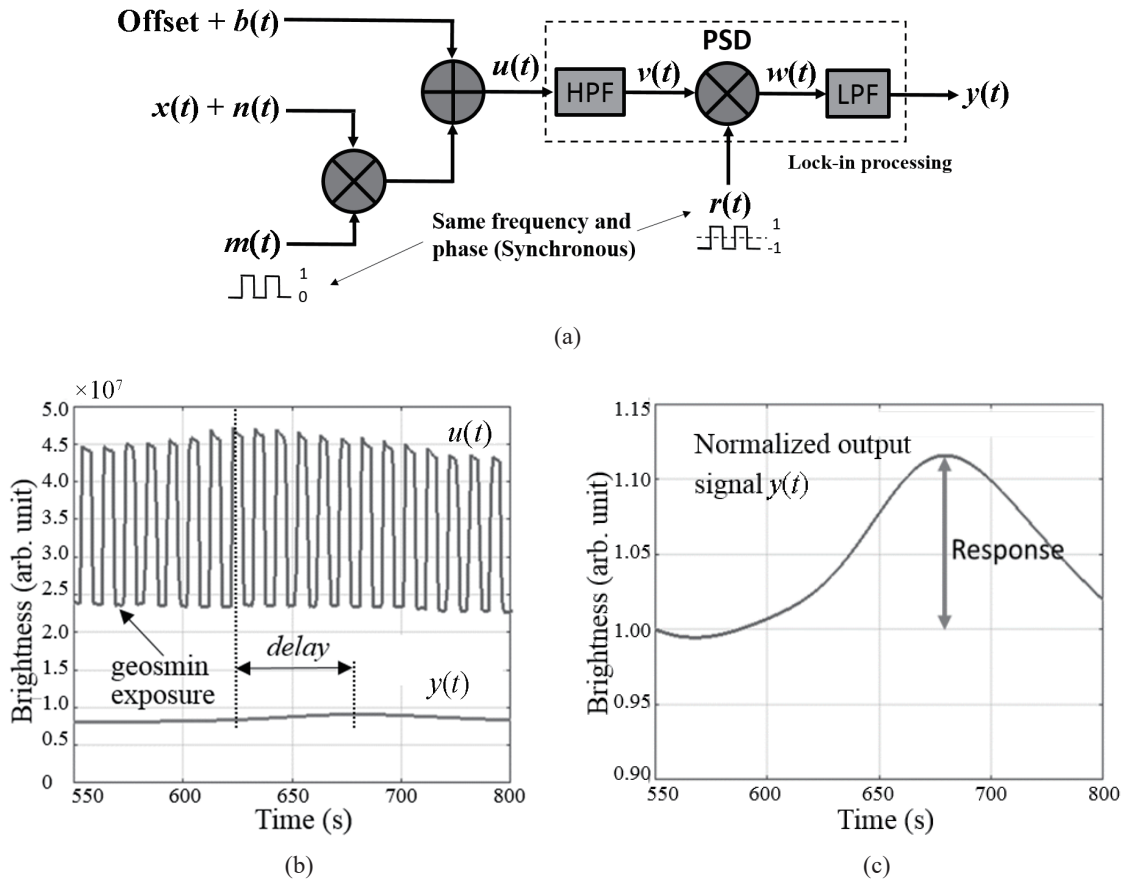 Offset + b(t)
x(t) + n(t)
m(t)
1
0
u(t)
HPF
v(t)
PSD
w(t)
LPF
y(t)
Lock-in processing
r(t)
1
-1
Same frequency and
phase (Synchronous)
(a)
×10⁷
5.0
4.5
4.0
3.5
3.0
2.5
2.0
1.5
1.0
0.5
0
Brightness (arb. unit)
u(t)
delay
geosmin
exposure
y(t)
550
600
650
700
800
Time (s)
(b)
1.15
1.10
1.05
1.00
0.95
0.90
Brightness (arb. unit)
Normalized output
signal y(t)
Response
550
600
650
700
800
Time (s)
(c)